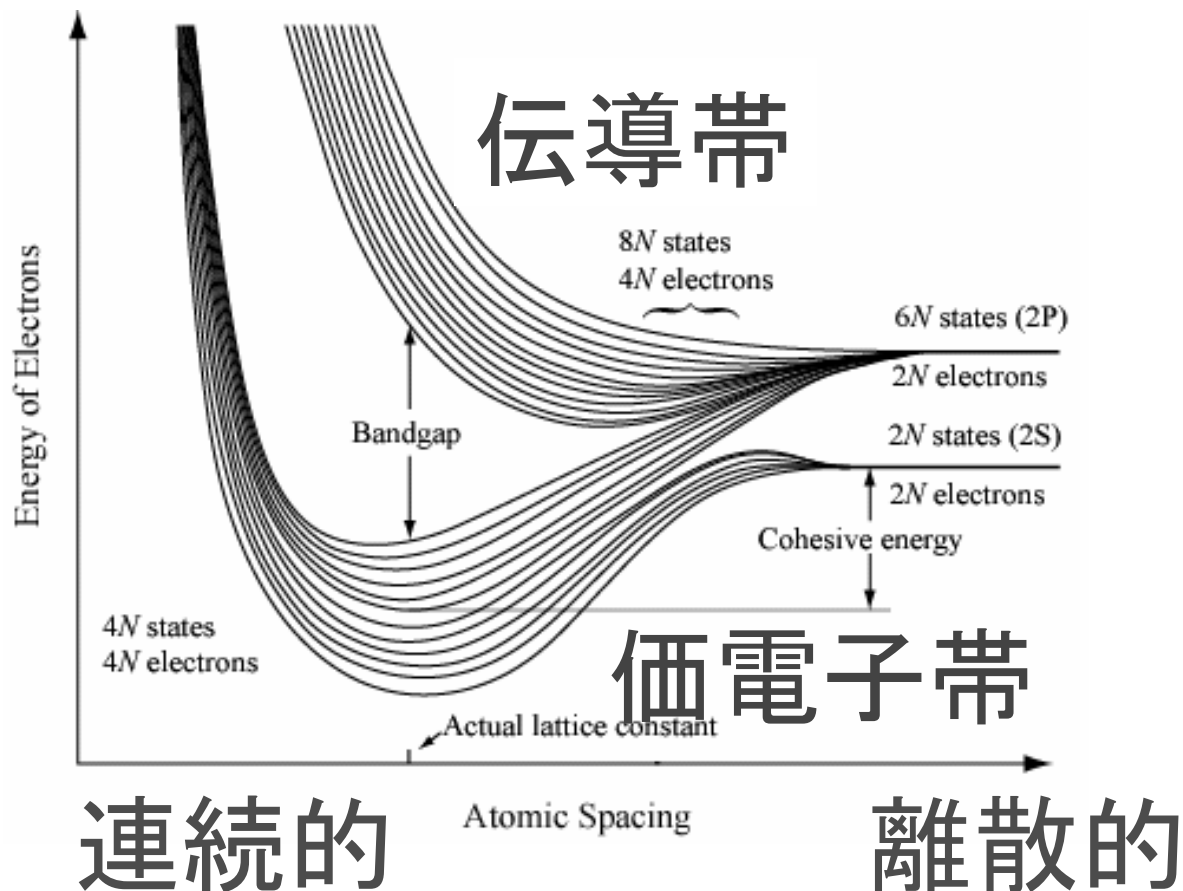 伝導帯
8N states
4N electrons
6N states (2P)
2N electrons
Energy of Electrons
Bandgap
2N states (2S)
2N electrons
Cohesive energy
4N states
4N electrons
価電子帯
Actual lattice constant
連続的
Atomic Spacing
離散的